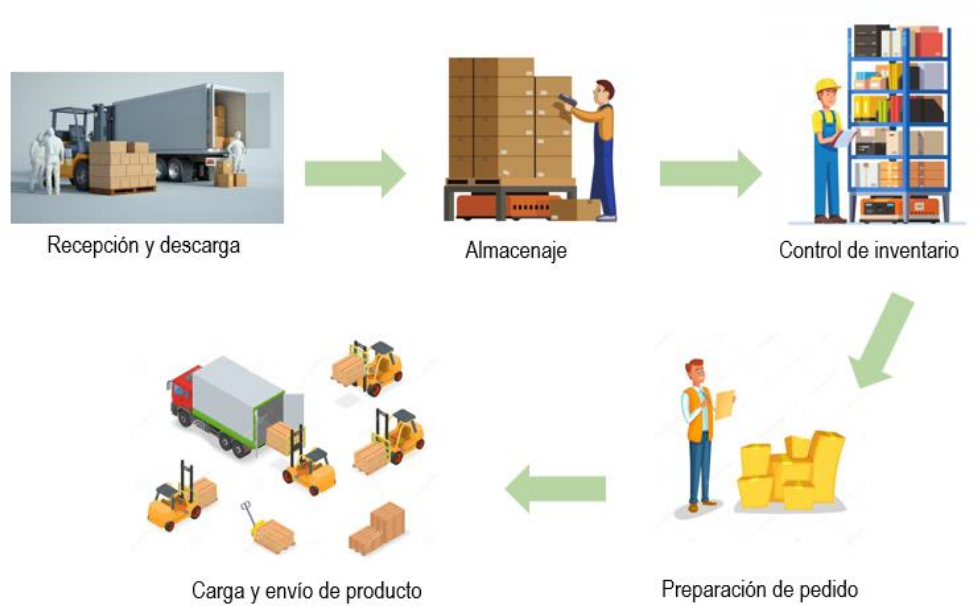 Recepción y descarga
Almacenaje
Control de inventario
Preparación de pedido
Carga y envío de producto